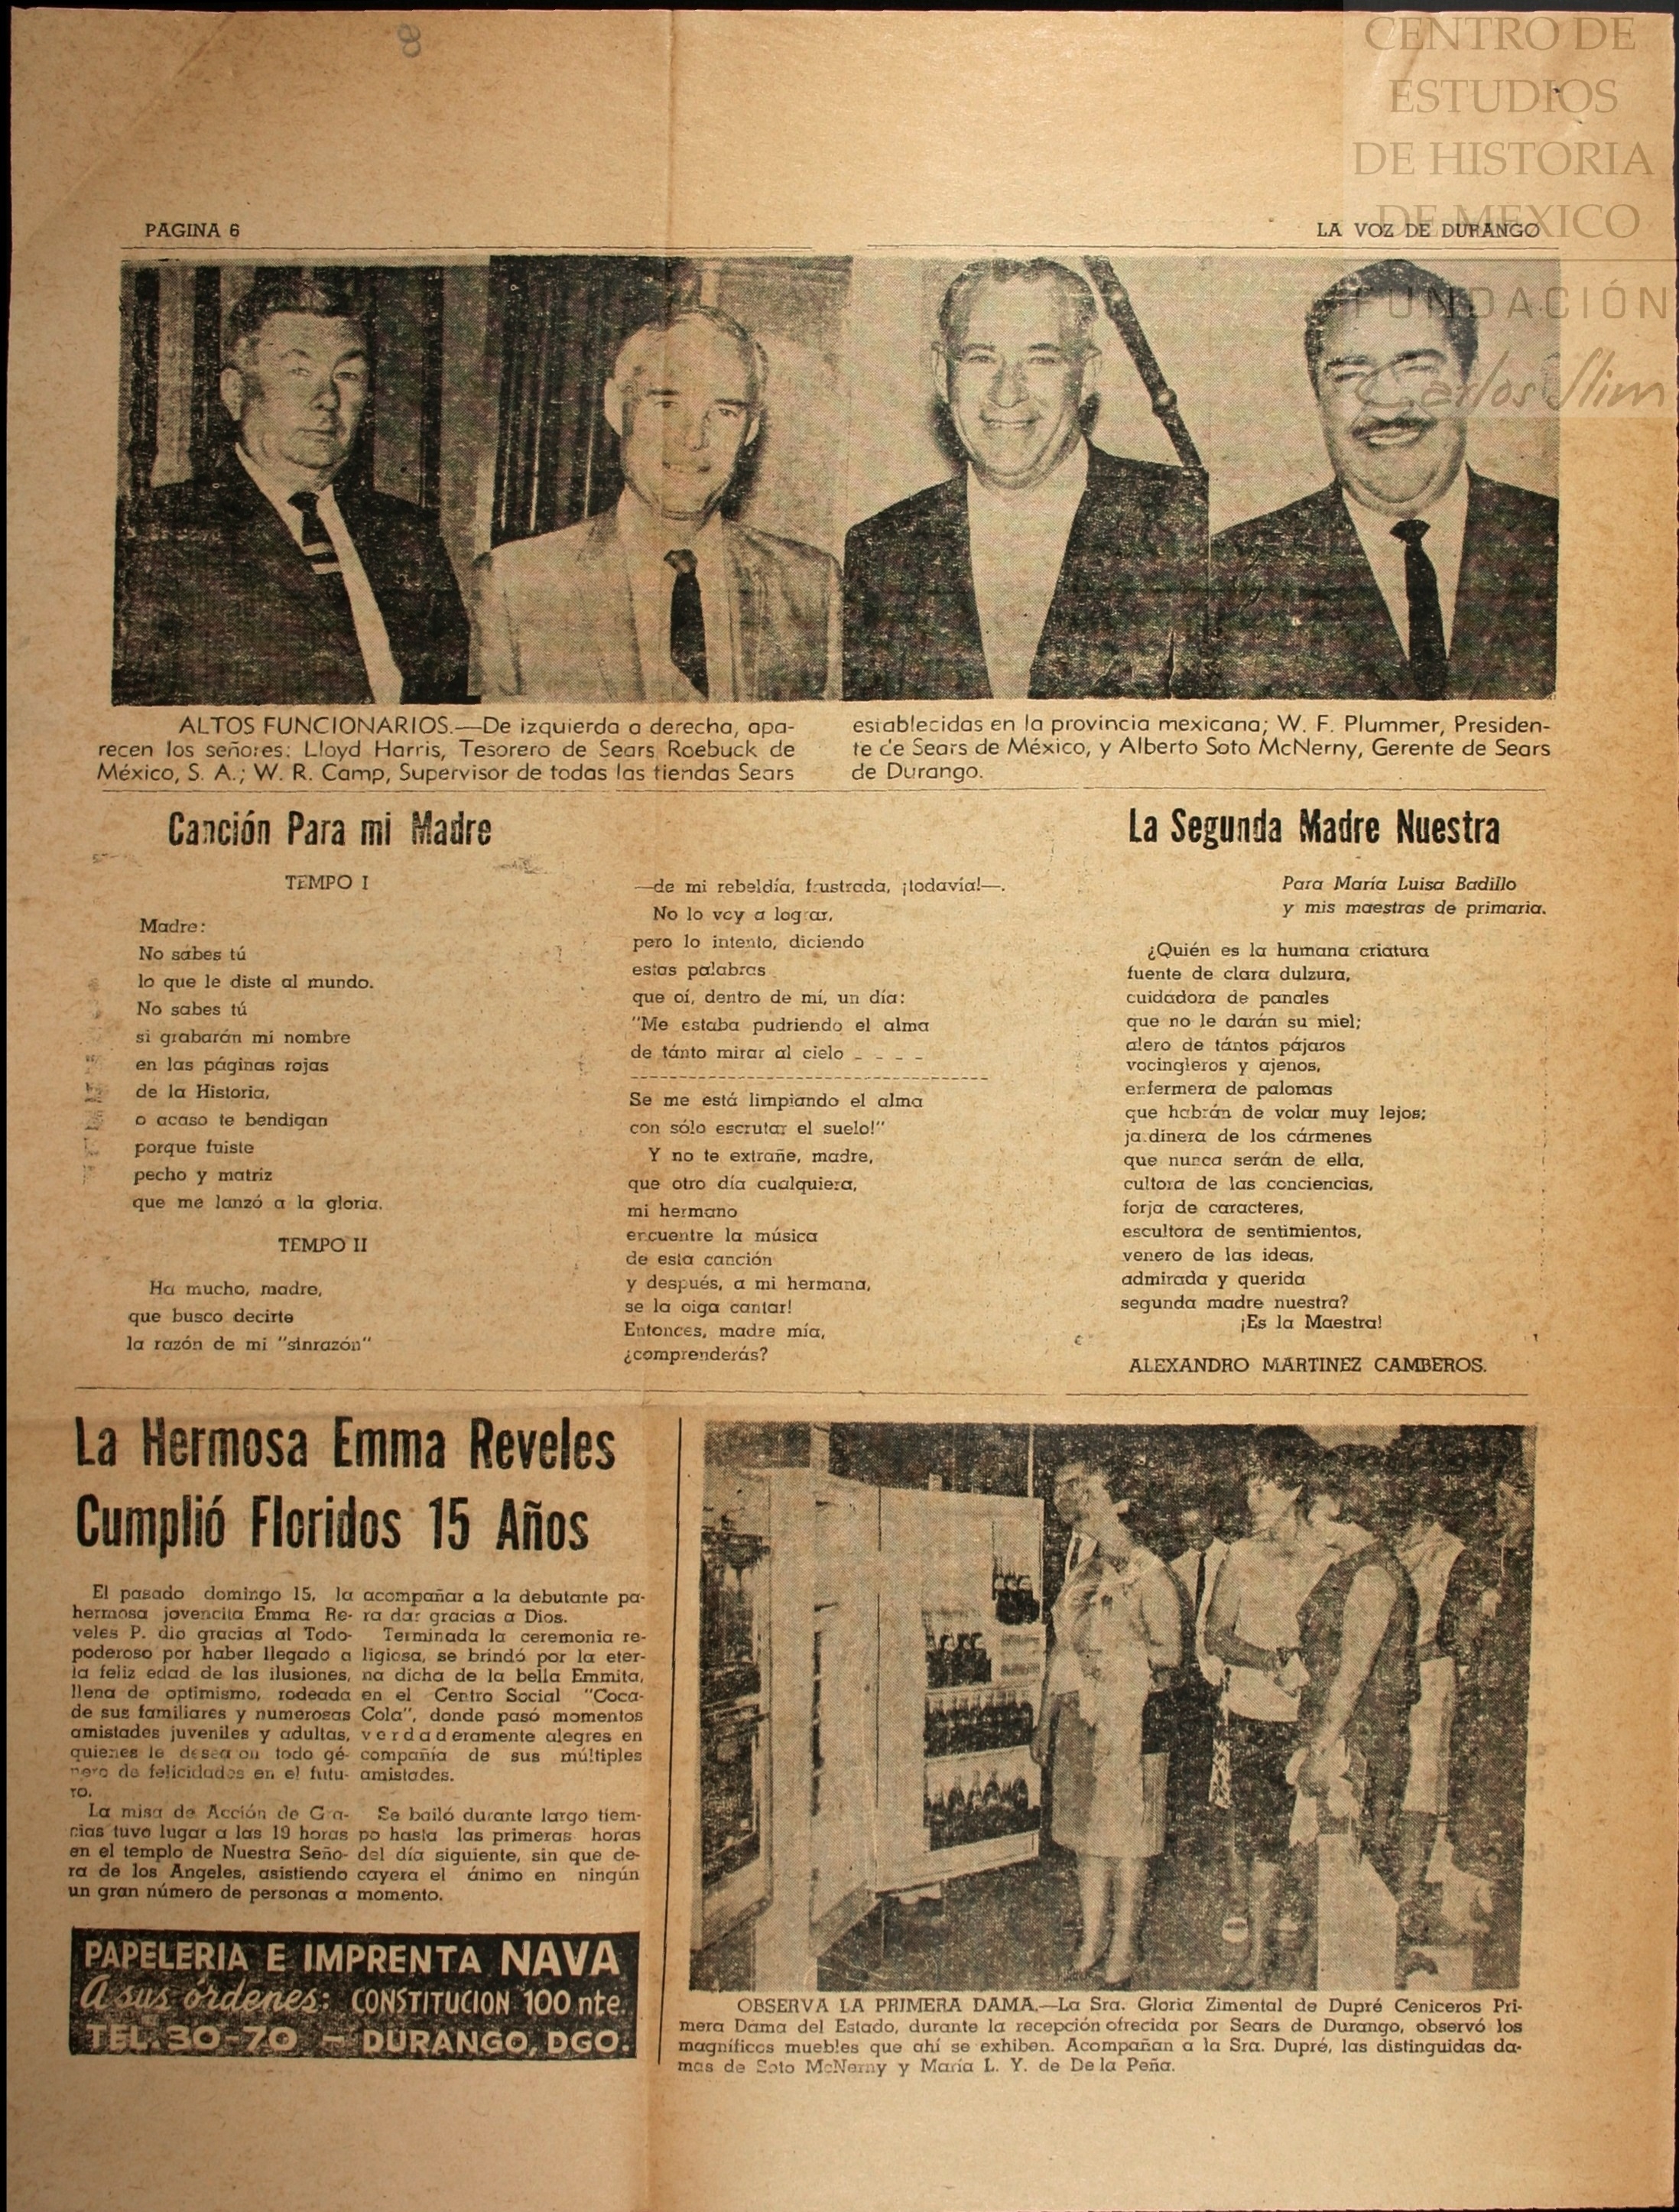 8
CENTRO DE
ESTUDIOS
DE HISTORIA
DE MEXICO
FUNDACIÓN
Carlos Slim
PAGINA 6
LA VOZ DE DURANGO
ALTOS FUNCIONARIOS.—De izquierda a derecha, apa-
recen los señores: Lloyd Harris, Tesorero de Sears Roebuck de
México, S. A.; W. R. Camp, Supervisor de todas las tiendas Sears
establecidas en la provincia mexicana; W. F. Plummer, Presiden-
te de Sears de México, y Alberto Soto McNerny, Gerente de Sears
de Durango.
Canción Para mi Madre
TEMPO I
Madre:
No sabes tú
lo que le diste al mundo.
No sabes tú
si grabarán mi nombre
en las páginas rojas
de la Historia,
o acaso te bendigan
porque fuiste
pecho y matriz
que me lanzó a la gloria.
TEMPO II
Ha mucho, madre,
que busco decirte
la razón de mi "sinrazón"
—de mi rebeldía, frustrada, ¡todavía!—.
No lo voy a lograr,
pero lo intento, diciendo
estas palabras
que oí, dentro de mí, un día:
"Me estaba pudriendo el alma
de tánto mirar al cielo _ _ _ _
Se me está limpiando el alma
con sólo escrutar el suelo!"
Y no te extrañe, madre,
que otro día cualquiera,
mi hermano
encuentre la música
de esta canción
y después, a mi hermana,
se la oiga cantar!
Entonces, madre mía,
¿comprenderás?
La Segunda Madre Nuestra
Para María Luisa Badillo
y mis maestras de primaria.
¿Quién es la humana criatura
fuente de clara dulzura,
cuidadora de panales
que no le darán su miel;
alero de tántos pájaros
vocingleros y ajenos,
enfermera de palomas
que habrán de volar muy lejos;
jardinera de los cármenes
que nunca serán de ella,
cultora de las conciencias,
forja de caracteres,
escultora de sentimientos,
venero de las ideas,
admirada y querida
segunda madre nuestra?
¡Es la Maestra!
ALEXANDRO MARTINEZ CAMBEROS.
La Hermosa Emma Reveles
Cumplió Floridos 15 Años
El pasado domingo 15, la
hermosa jovencita Emma Re-
veles P. dio gracias al Todo-
poderoso por haber llegado a
la feliz edad de las ilusiones,
llena de optimismo, rodeada
de sus familiares y numerosas
amistades juveniles y adultas,
quienes le desearon todo gé-
nero de felicidades en el futu-
ro.
La misa de Acción de Gra-
cias tuvo lugar a las 19 horas
en el templo de Nuestra Seño-
ra de los Angeles, asistiendo
un gran número de personas a
acompañar a la debutante pa-
ra dar gracias a Dios.
Terminada la ceremonia re-
ligiosa, se brindó por la eter-
na dicha de la bella Emmita,
en el Centro Social "Coca-
Cola", donde pasó momentos
verdaderamente alegres en
compañía de sus múltiples
amistades.
Se bailó durante largo tiem-
po hasta las primeras horas
del día siguiente, sin que de-
cayera el ánimo en ningún
momento.
PAPELERIA E IMPRENTA NAVA
A sus órdenes: CONSTITUCION 100 nte.
TEL. 30-70 — DURANGO, DGO.
OBSERVA LA PRIMERA DAMA.—La Sra. Gloria Zimental de Dupré Ceniceros Pri-
mera Dama del Estado, durante la recepción ofrecida por Sears de Durango, observó los
magníficos muebles que ahí se exhiben. Acompañan a la Sra. Dupré, las distinguidas da-
mas de Soto McNerny y María L. Y. de De la Peña.